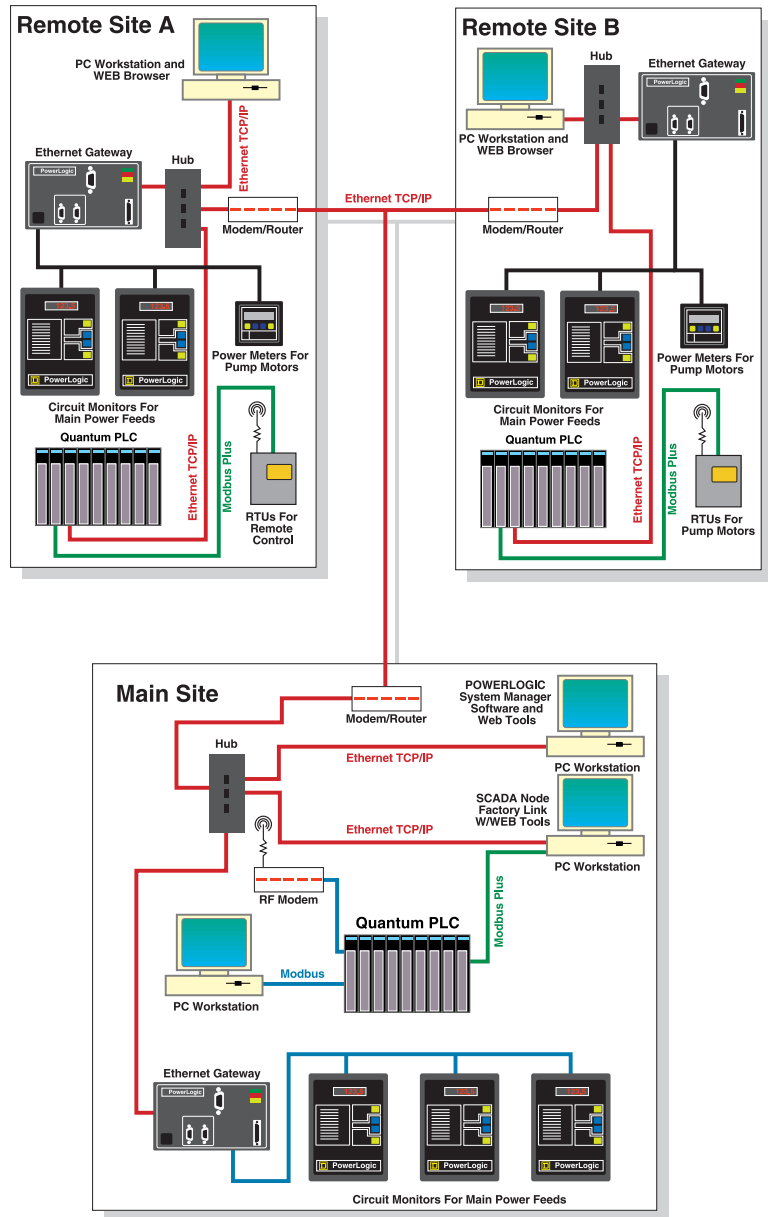 Remote Site A
PC Workstation and
WEB Browser
Ethernet TCP/IP
Ethernet Gateway
PowerLogic
Hub
Modem/Router
Ethernet TCP/IP
PowerLogic
PowerLogic
Circuit Monitors For
Main Power Feeds
Power Meters For
Pump Motors
Quantum PLC
Ethernet TCP/IP
Modbus Plus
RTUs For
Remote
Control
Remote Site B
Hub
Ethernet Gateway
PowerLogic
PC Workstation and
WEB Browser
Modem/Router
PowerLogic
PowerLogic
Circuit Monitors For
Main Power Feeds
Power Meters For
Pump Motors
Quantum PLC
Modbus Plus
Ethernet TCP/IP
RTUs For
Pump Motors
Main Site
Modem/Router
Hub
POWERLOGIC
System Manager
Software and
Web Tools
PC Workstation
Ethernet TCP/IP
SCADA Node
Factory Link
W/WEB Tools
PC Workstation
Ethernet TCP/IP
RF Modem
Quantum PLC
Modbus Plus
Modbus
PC Workstation
Ethernet Gateway
PowerLogic
PowerLogic
PowerLogic
PowerLogic
Circuit Monitors For Main Power Feeds